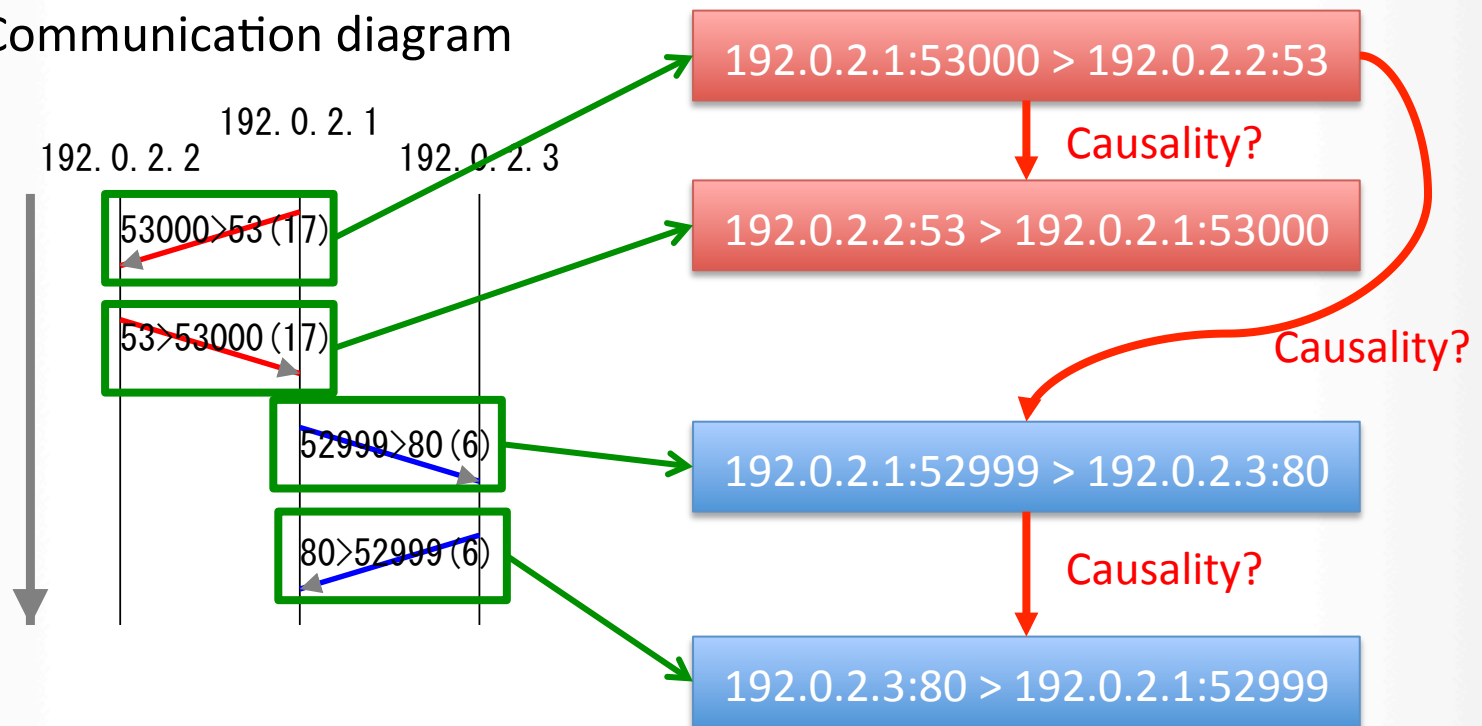 Communication diagram
192.0.2.1
192.0.2.2
192.0.2.3
53000>53(17)
53>53000(17)
52999>80(6)
80>52999(6)
192.0.2.1:53000 > 192.0.2.2:53
Causality?
192.0.2.2:53 > 192.0.2.1:53000
Causality?
192.0.2.1:52999 > 192.0.2.3:80
Causality?
192.0.2.3:80 > 192.0.2.1:52999